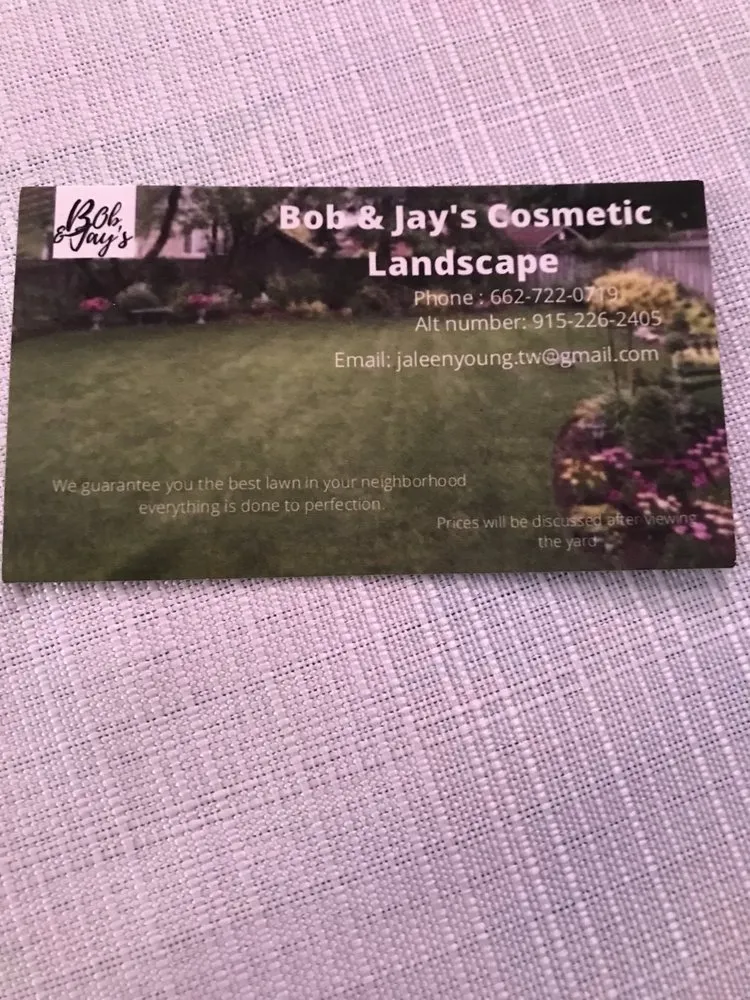 Bob
& Jay's
Bob & Jay's Cosmetic
Landscape
Phone : 662-722-0719
Alt number: 915-226-2405
Email: jaleenyoung.tw@gmail.com
We guarantee you the best lawn in your neighborhood
everything is done to perfection.
Prices will be discussed after viewing
the yard